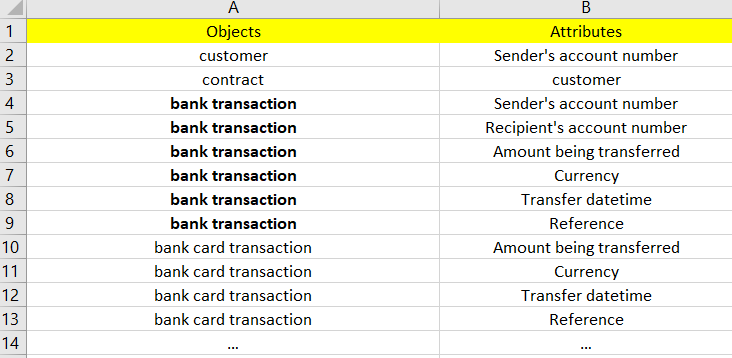 A B
1 Objects Attributes
2 customer Sender's account number
3 contract customer
4 bank transaction Sender's account number
5 bank transaction Recipient's account number
6 bank transaction Amount being transferred
7 bank transaction Currency
8 bank transaction Transfer datetime
9 bank transaction Reference
10 bank card transaction Amount being transferred
11 bank card transaction Currency
12 bank card transaction Transfer datetime
13 bank card transaction Reference
14 ... ...